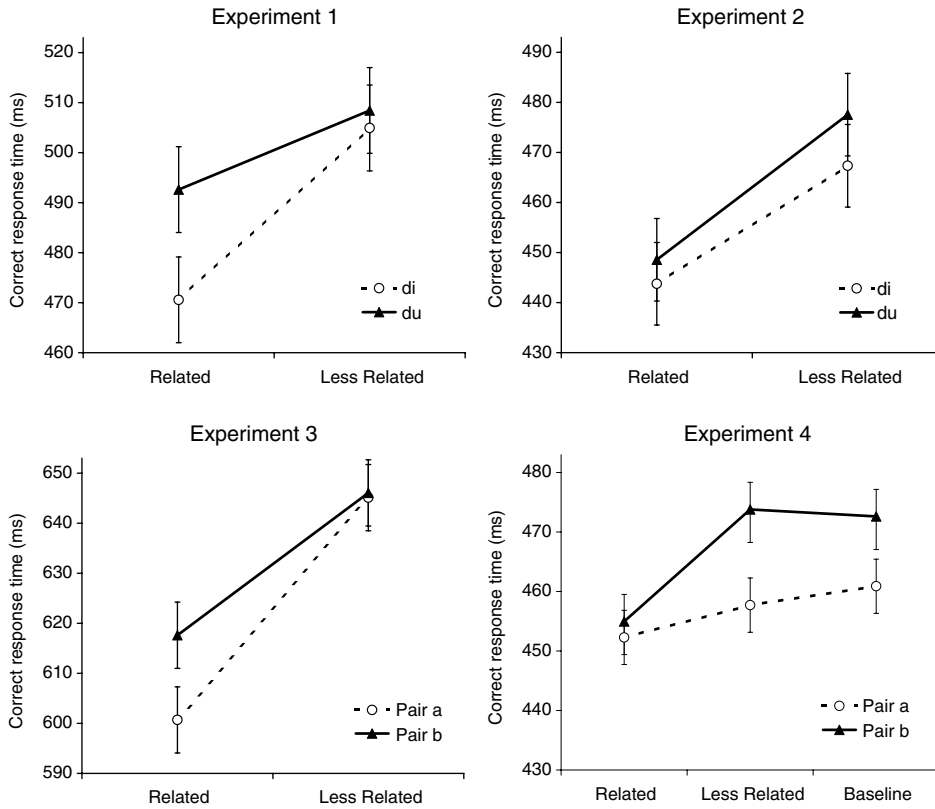 Experiment 1
Correct response time (ms)
520
510
500
490
480
470
460
di
du
Related
Less Related
Experiment 2
Correct response time (ms)
490
480
470
460
450
440
430
di
du
Related
Less Related
Experiment 3
Correct response time (ms)
650
640
630
620
610
600
590
Pair a
Pair b
Related
Less Related
Experiment 4
Correct response time (ms)
480
470
460
450
440
430
Pair a
Pair b
Related
Less Related
Baseline